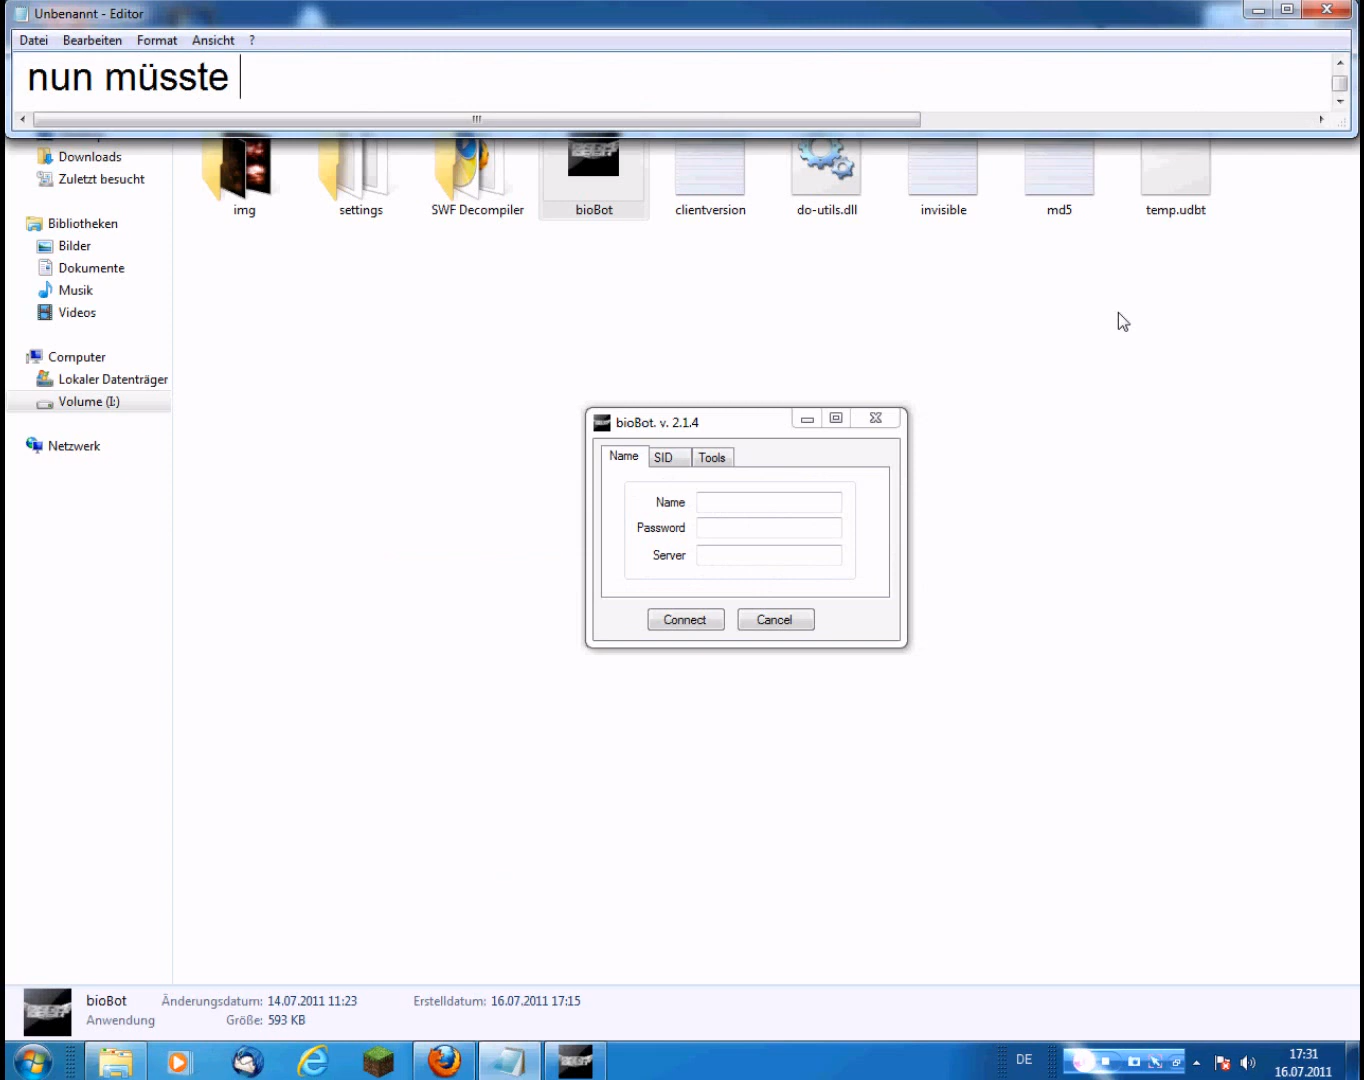 Unbenannt - Editor
Datei Bearbeiten Format Ansicht ?
nun müsste
Downloads
Zuletzt besucht
Bibliotheken
Bilder
Dokumente
Musik
Videos
Computer
Lokaler Datenträger
Volume (I:)
Netzwerk
img settings SWF Decompiler bioBot clientversion do-utils.dll invisible md5 temp.udbt
bioBot. v. 2.1.4
Name SID Tools
Name
Password
Server
Connect Cancel
bioBot Änderungsdatum: 14.07.2011 11:23 Erstelldatum: 16.07.2011 17:15
Anwendung Größe: 593 KB
DE 17:31
16.07.2011